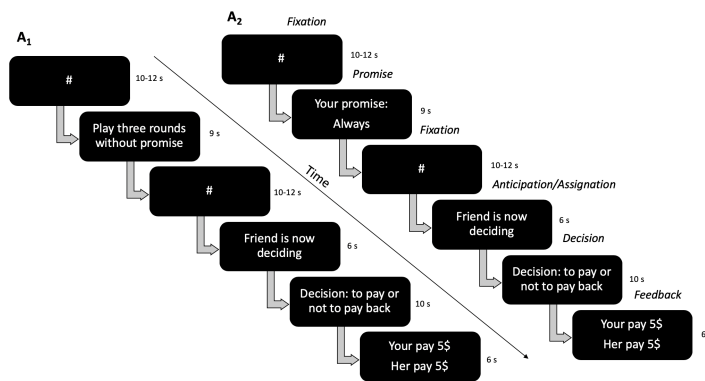 A1
#
10-12 s
Play three rounds
without promise
9 s
#
10-12 s
Friend is now
deciding
6 s
Decision: to pay or
not to pay back
10 s
Your pay 5$
Her pay 5$
6 s
Time
A2
Fixation
#
10-12 s
Promise
Your promise:
Always
9 s
Fixation
#
10-12 s
Anticipation/Assignation
Friend is now
deciding
6 s
Decision
Decision: to pay or
not to pay back
10 s
Feedback
Your pay 5$
Her pay 5$
6